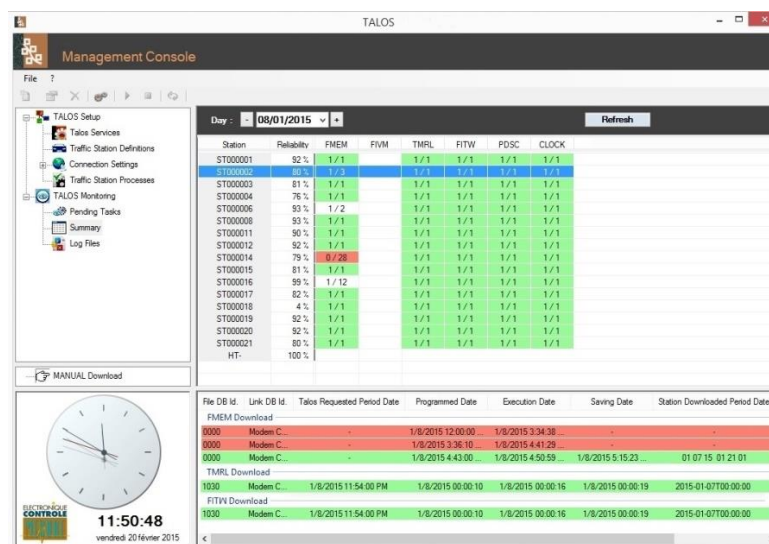 TALOS
Management Console
File ?
TALOS Setup
Talos Services
Traffic Station Definitions
Connection Settings
Traffic Station Processes
TALOS Monitoring
Pending Tasks
Summary
Log Files
MANUAL Download
Day : - 08/01/2015 + Refresh
Station Reliability FMEM FIVM TMRL FITW PDSC CLOCK
ST000001 92 % 1 / 1 1 / 1 1 / 1 1 / 1 1 / 1
ST000002 80 % 1 / 3 1 / 1 1 / 1 1 / 1 1 / 1
ST000003 81 % 1 / 1 1 / 1 1 / 1 1 / 1 1 / 1
ST000004 76 % 1 / 1 1 / 1 1 / 1 1 / 1 1 / 1
ST000006 93 % 1 / 2 1 / 1 1 / 1 1 / 1 1 / 1
ST000008 93 % 1 / 1 1 / 1 1 / 1 1 / 1 1 / 1
ST000011 90 % 1 / 1 1 / 1 1 / 1 1 / 1 1 / 1
ST000012 92 % 1 / 1 1 / 1 1 / 1 1 / 1 1 / 1
ST000014 79 % 0 / 28 1 / 1 1 / 1 1 / 1 1 / 1
ST000015 81 % 1 / 1 1 / 1 1 / 1 1 / 1 1 / 1
ST000016 99 % 1 / 12 1 / 1 1 / 1 1 / 1 1 / 1
ST000017 82 % 1 / 1 1 / 1 1 / 1 1 / 1 1 / 1
ST000018 4 % 1 / 1 1 / 1 1 / 1 1 / 1 1 / 1
ST000019 92 % 1 / 1 1 / 1 1 / 1 1 / 1 1 / 1
ST000020 92 % 1 / 1 1 / 1 1 / 1 1 / 1 1 / 1
ST000021 80 % 1 / 1 1 / 1 1 / 1 1 / 1 1 / 1
HT- 100 %
File DB Id. Link DB Id. Talos Requested Period Date Programmed Date Execution Date Saving Date Station Downloaded Period Date
FMEM Download
0000 Modem C... - 1/8/2015 12:00:00 ... 1/8/2015 3:34:38 ... - -
0000 Modem C... - 1/8/2015 3:36:10 ... 1/8/2015 4:41:29 ... - -
0000 Modem C... - 1/8/2015 4:43:00 ... 1/8/2015 4:50:59 ... 1/8/2015 5:15:23 ... 01 07 15 01 21 01
TMRL Download
1030 Modem C... 1/8/2015 11:54:00 PM 1/8/2015 00:00:10 1/8/2015 00:00:16 1/8/2015 00:00:19 2015-01-07T00:00:00
FITW Download
1030 Modem C... 1/8/2015 11:54:00 PM 1/8/2015 00:00:10 1/8/2015 00:00:16 1/8/2015 00:00:19 2015-01-07T00:00:00
ELECTRONIQUE
CONTROLE
11:50:48
vendredi 20 février 2015